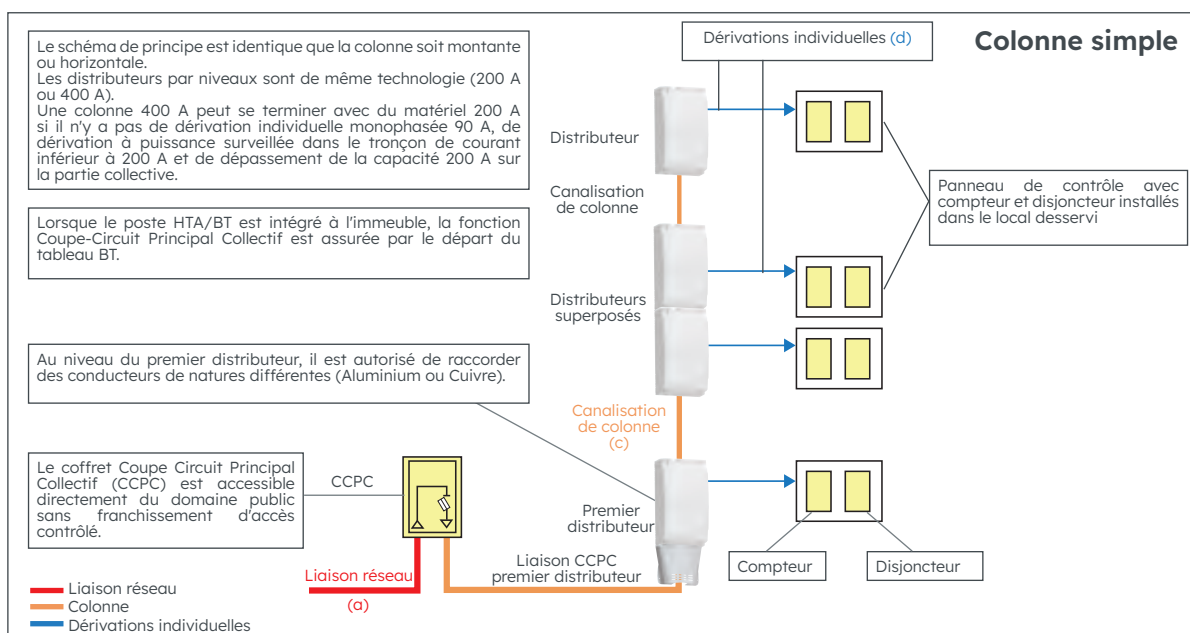 Colonne simple
Le schéma de principe est identique que la colonne soit montante
ou horizontale.
Les distributeurs par niveaux sont de même technologie (200 A
ou 400 A).
Une colonne 400 A peut se terminer avec du matériel 200 A
si il n'y a pas de dérivation individuelle monophasée 90 A, de
dérivation à puissance surveillée dans le tronçon de courant
inférieur à 200 A et de dépassement de la capacité 200 A sur
la partie collective.
Dérivations individuelles (d)
Distributeur
Canalisation
de colonne
Panneau de contrôle avec
compteur et disjoncteur installés
dans le local desservi
Lorsque le poste HTA/BT est intégré à l'immeuble, la fonction
Coupe-Circuit Principal Collectif est assurée par le départ du
tableau BT.
Distributeurs
superposés
Au niveau du premier distributeur, il est autorisé de raccorder
des conducteurs de natures différentes (Aluminium ou Cuivre).
Canalisation
de colonne
(c)
Le coffret Coupe Circuit Principal
Collectif (CCPC) est accessible
directement du domaine public
sans franchissement d'accès
contrôlé.
CCPC
Premier
distributeur
Liaison CCPC
premier distributeur
Compteur
Disjoncteur
Liaison réseau
(a)
Liaison réseau
Colonne
Dérivations individuelles